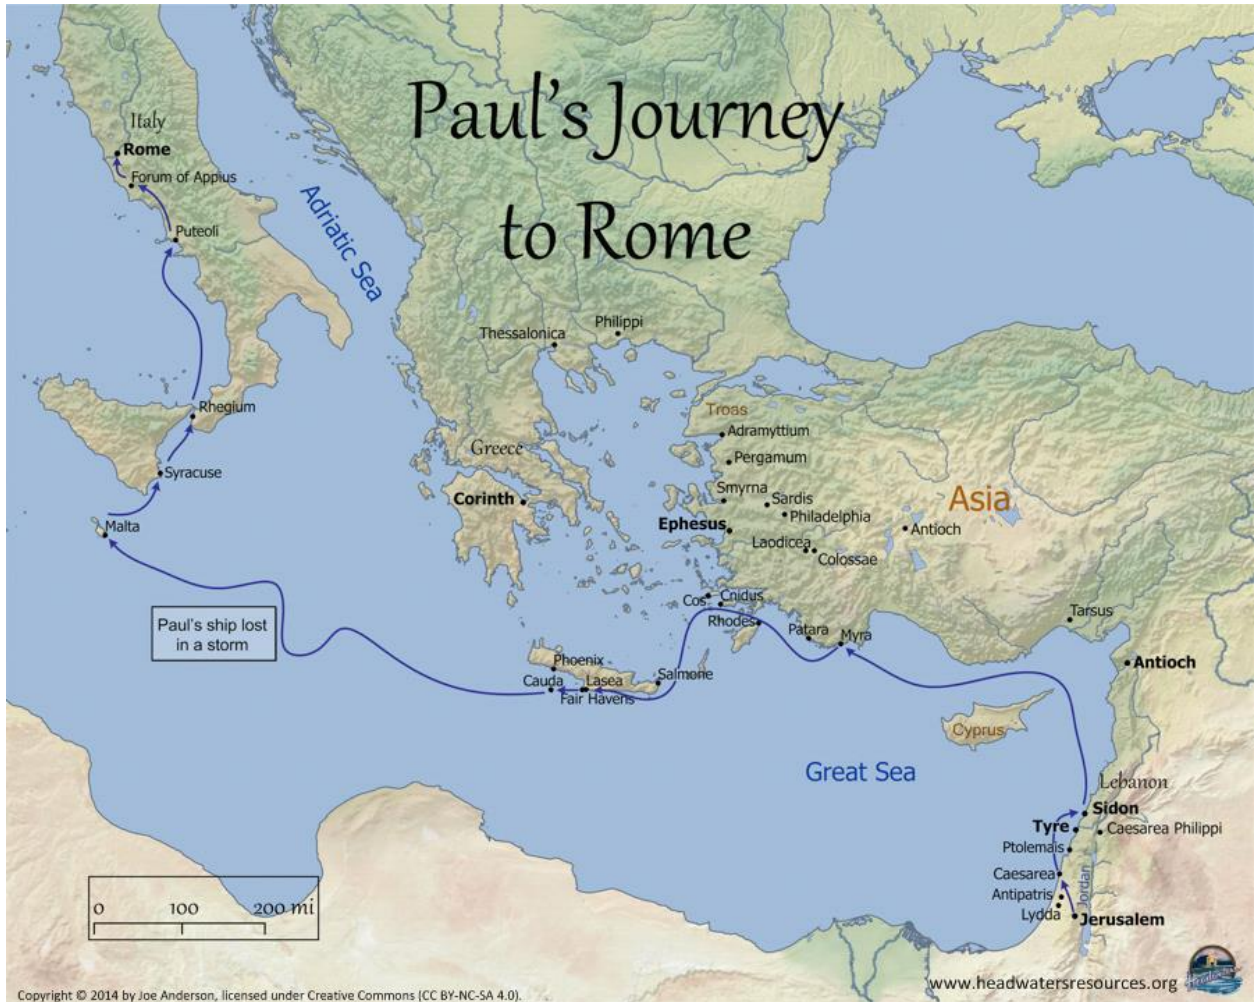 Paul's Journey
to Rome
Italy
Rome
Forum of Appius
Puteoli
Adriatic Sea
Philippi
Thessalonica
Rhegium
Syracuse
Malta
Greece
Corinth
Troas
Adramyttium
Pergamum
Smyrna
Sardis
Philadelphia
Ephesus
Laodicea
Colossae
Antioch
Asia
Cos
Cnidus
Rhodes
Patara
Myra
Tarsus
Antioch
Paul's ship lost
in a storm
Phoenix
Cauda
Lasea
Fair Havens
Salmone
Cyprus
Great Sea
Lebanon
Sidon
Tyre
Caesarea Philippi
Ptolemais
Caesarea
Jordan
Antipatris
Lydda
Jerusalem
0 100 200 mi
www.headwatersresources.org
Copyright © 2014 by Joe Anderson, licensed under Creative Commons (CC BY-NC-SA 4.0).